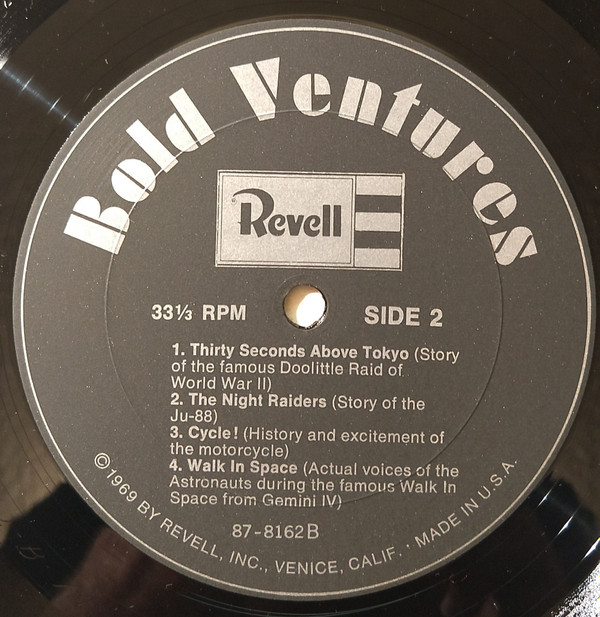 Bold Ventures
Revell
33⅓ RPM
SIDE 2
1. Thirty Seconds Above Tokyo (Story
of the famous Doolittle Raid of
World War II)
2. The Night Raiders (Story of the
Ju-88)
3. Cycle! (History and excitement of
the motorcycle)
4. Walk In Space (Actual voices of the
Astronauts during the famous Walk In
Space from Gemini IV)
87-8162B
©1969 BY REVELL, INC., VENICE, CALIF. · MADE IN U.S.A.